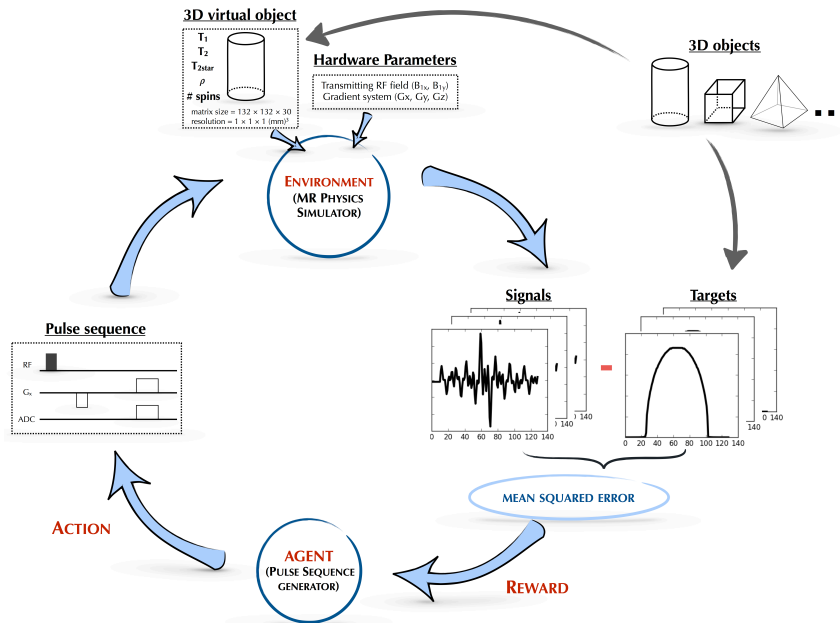 3D virtual object
T1
T2
T2star
ρ
# spins
matrix size = 132 × 132 × 30
resolution = 1 × 1 × 1 (mm)³
Hardware Parameters
Transmitting RF field (B1x, B1y)
Gradient system (Gx, Gy, Gz)
3D objects
ENVIRONMENT
(MR PHYSICS
SIMULATOR)
Pulse sequence
RF
Gx
ADC
Signals
0 20 40 60 80 100 120 140
140
0 140
Targets
0 20 40 60 80 100 120 140
140
0 140
MEAN SQUARED ERROR
ACTION
AGENT
(PULSE SEQUENCE
GENERATOR)
REWARD